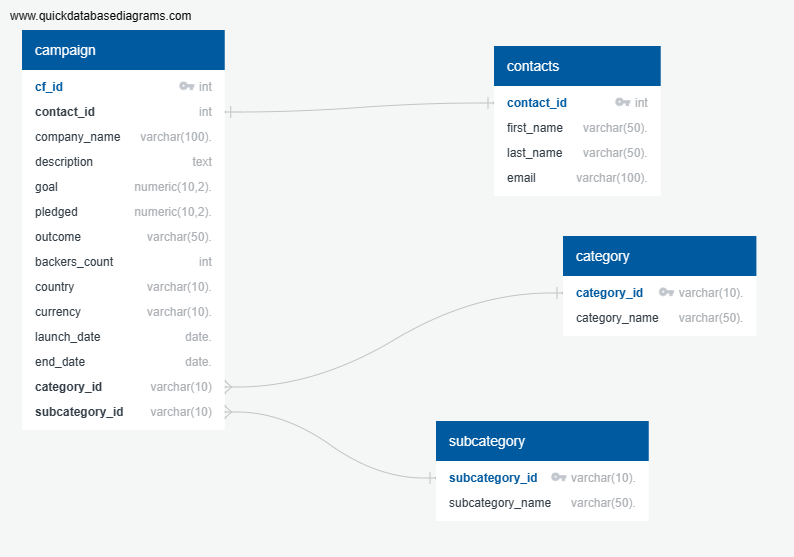 www.quickdatabasediagrams.com
campaign
cf_id int
contact_id int
company_name varchar(100).
description text
goal numeric(10,2).
pledged numeric(10,2).
outcome varchar(50).
backers_count int
country varchar(10).
currency varchar(10).
launch_date date.
end_date date.
category_id varchar(10)
subcategory_id varchar(10)
contacts
contact_id int
first_name varchar(50).
last_name varchar(50).
email varchar(100).
category
category_id varchar(10).
category_name varchar(50).
subcategory
subcategory_id varchar(10).
subcategory_name varchar(50).